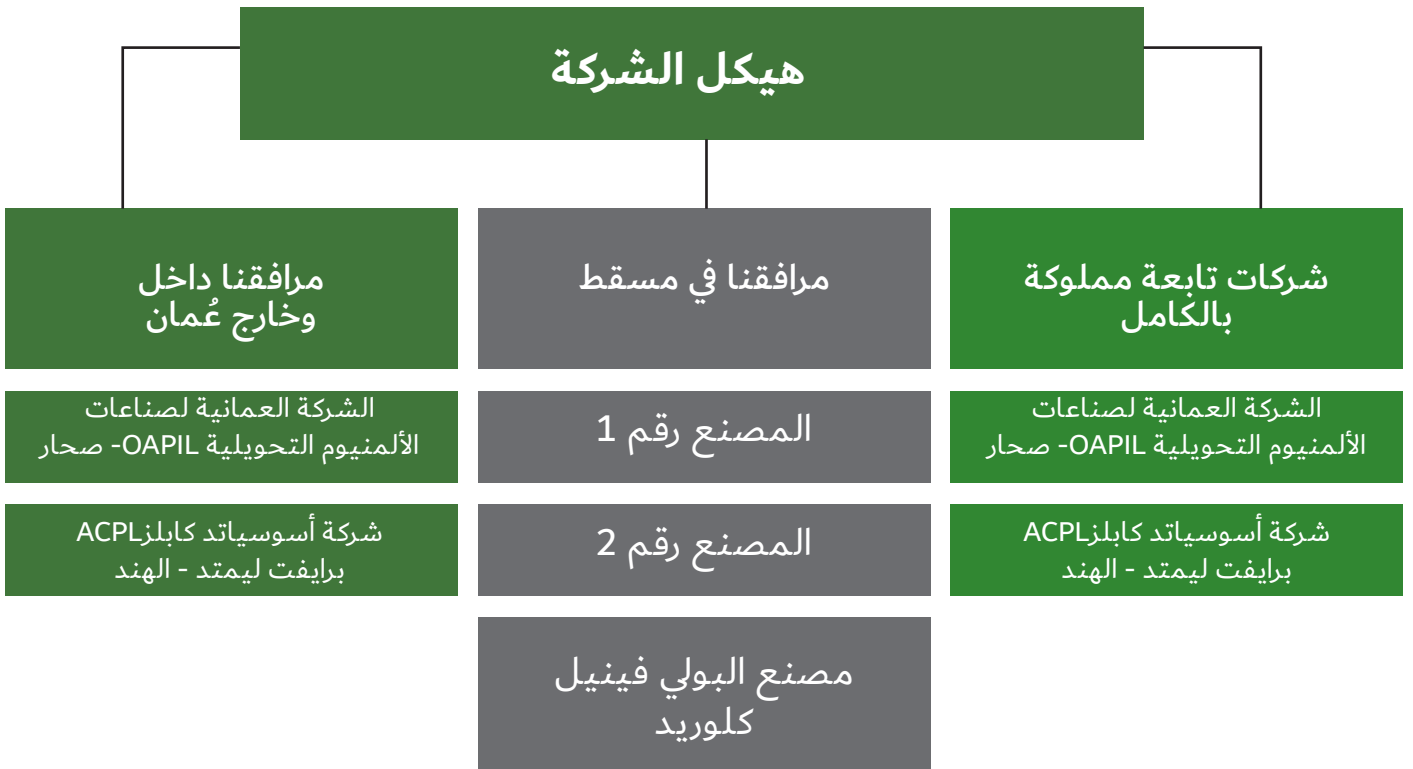 هيكل الشركة
شركات تابعة مملوكة
بالكامل
الشركة العمانية لصناعات
الألمنيوم التحويلية OAPIL- صحار
شركة أسوسياتد كابلزACPL
برايفت ليمتد - الهند
مرافقنا في مسقط
المصنع رقم 1
المصنع رقم 2
مصنع البولي فينيل
كلوريد
مرافقنا داخل
وخارج عُمان
الشركة العمانية لصناعات
الألمنيوم التحويلية OAPIL- صحار
شركة أسوسياتد كابلزACPL
برايفت ليمتد - الهند